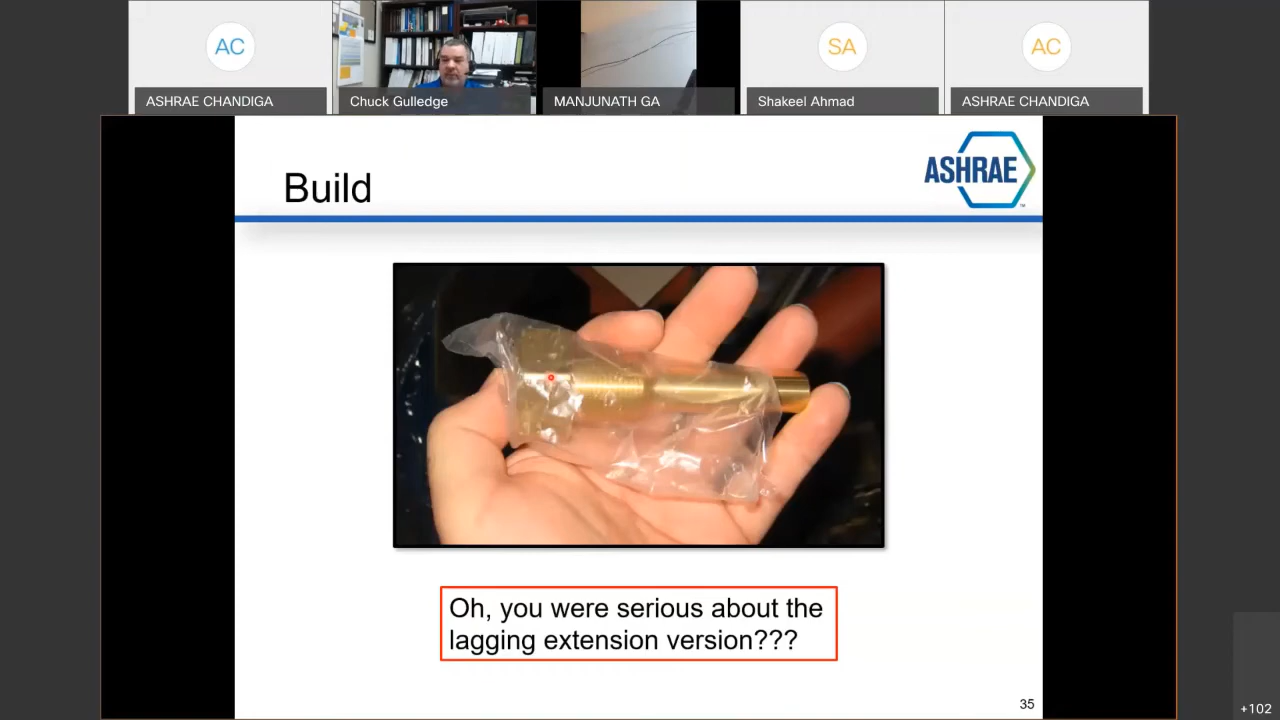 AC
SA
AC
ASHRAE CHANDIGA
Chuck Gulledge
MANJUNATH GA
Shakeel Ahmad
ASHRAE CHANDIGA
Build
ASHRAE
™
Oh, you were serious about the
lagging extension version???
35
+102